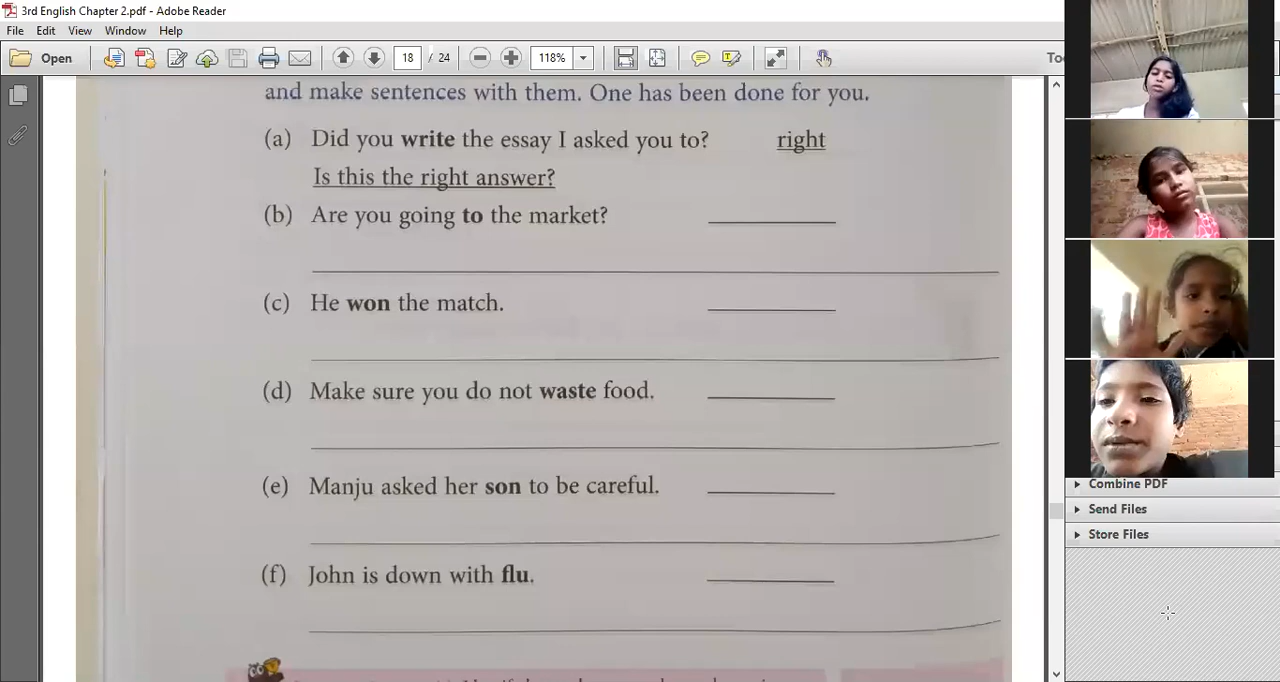 3rd English Chapter 2.pdf - Adobe Reader
File Edit View Window Help
Open 18 / 24 118%
and make sentences with them. One has been done for you.
(a) Did you write the essay I asked you to? right
Is this the right answer?
(b) Are you going to the market?
(c) He won the match.
(d) Make sure you do not waste food.
(e) Manju asked her son to be careful.
(f) John is down with flu.
Combine PDF
Send Files
Store Files